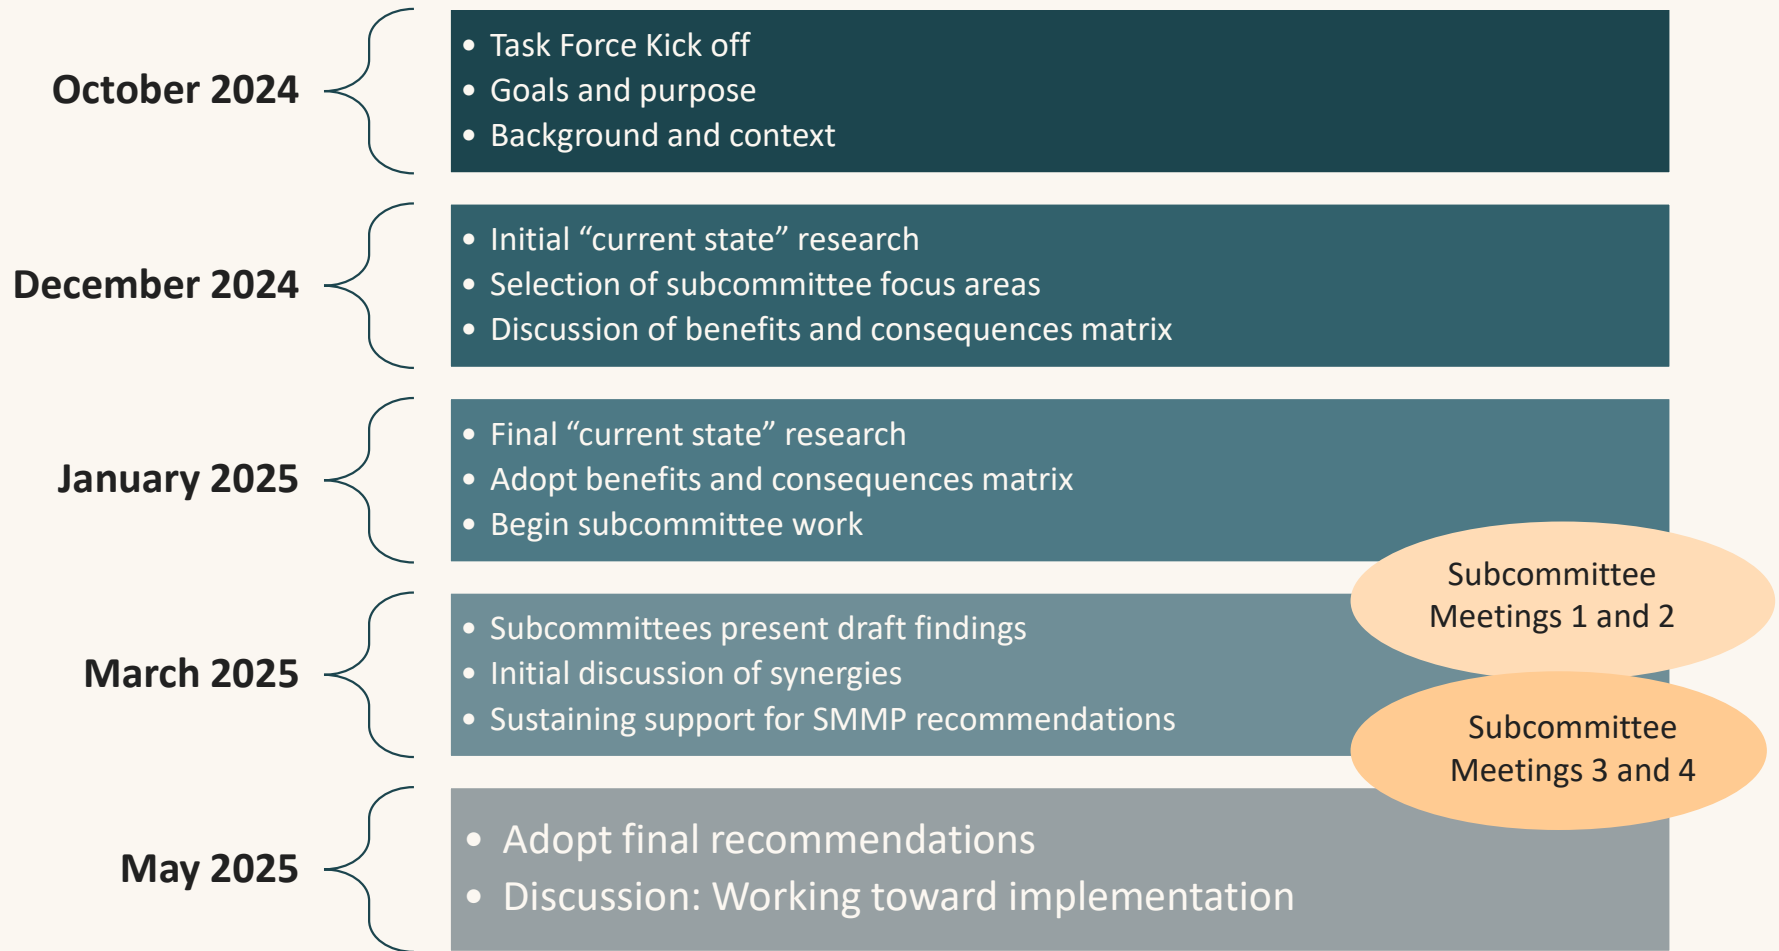 October 2024
• Task Force Kick off
• Goals and purpose
• Background and context
December 2024
• Initial “current state” research
• Selection of subcommittee focus areas
• Discussion of benefits and consequences matrix
January 2025
• Final “current state” research
• Adopt benefits and consequences matrix
• Begin subcommittee work
Subcommittee
Meetings 1 and 2
March 2025
• Subcommittees present draft findings
• Initial discussion of synergies
• Sustaining support for SMMP recommendations
Subcommittee
Meetings 3 and 4
May 2025
• Adopt final recommendations
• Discussion: Working toward implementation